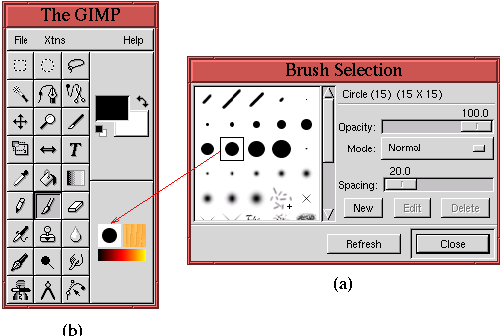 The GIMP
File Xtns Help
T
(b)
Brush Selection
Circle (15) (15 X 15)
100.0
Opacity:
Mode: Normal
20.0
Spacing:
New Edit Delete
Refresh Close
(a)